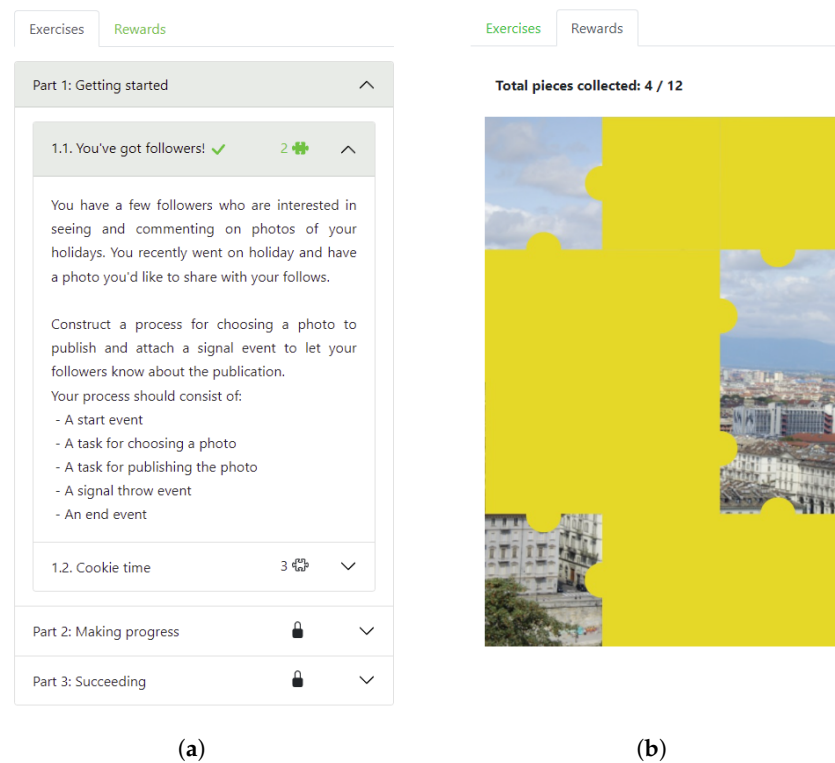 Exercises Rewards
Part 1: Getting started
1.1. You've got followers! 2
You have a few followers who are interested in
seeing and commenting on photos of your
holidays. You recently went on holiday and have
a photo you'd like to share with your follows.
Construct a process for choosing a photo to
publish and attach a signal event to let your
followers know about the publication.
Your process should consist of:
- A start event
- A task for choosing a photo
- A task for publishing the photo
- A signal throw event
- An end event
1.2. Cookie time 3
Part 2: Making progress
Part 3: Succeeding
(a)
Exercises Rewards
Total pieces collected: 4 / 12
(b)